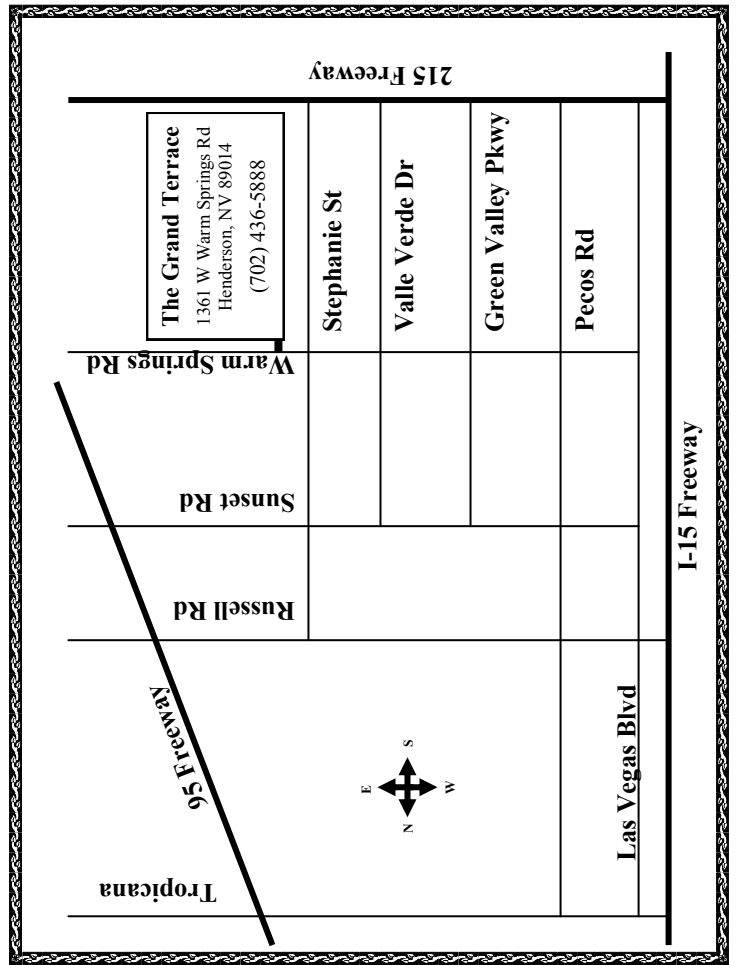 215 Freeway
The Grand Terrace
1361 W Warm Springs Rd
Henderson, NV 89014
(702) 436-5888
Stephanie St
Valle Verde Dr
Green Valley Pkwy
Pecos Rd
Warm Springs Rd
Sunset Rd
Russell Rd
I-15 Freeway
95 Freeway
Las Vegas Blvd
E
N
S
W
Tropicana